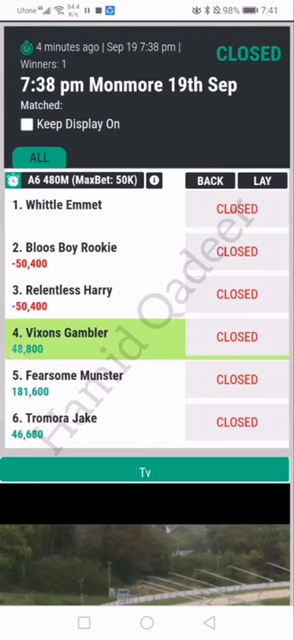 Ufone 4G 64.4 K/s 98% 7:41
4 minutes ago | Sep 19 7:38 pm |
CLOSED
Winners: 1
7:38 pm Monmore 19th Sep
Matched:
Keep Display On
ALL
A6 480M (MaxBet: 50K) BACK LAY
1. Whittle Emmet CLOSED
2. Bloos Boy Rookie CLOSED
-50,400
3. Relentless Harry CLOSED
-50,400
4. Vixons Gambler CLOSED
48,800
5. Fearsome Munster CLOSED
181,600
6. Tromora Jake CLOSED
46,680
Tv
Hamid Qadeer